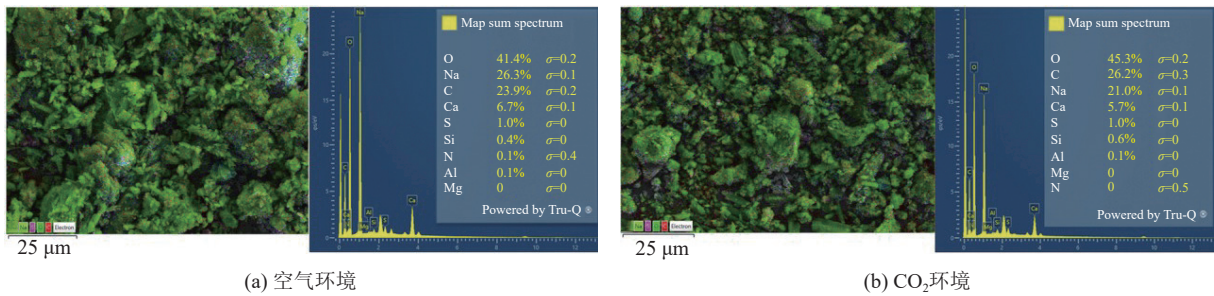 Map sum spectrum
O 41.4% σ=0.2
Na 26.3% σ=0.1
C 23.9% σ=0.2
Ca 6.7% σ=0.1
S 1.0% σ=0
Si 0.4% σ=0
N 0.1% σ=0.4
Al 0.1% σ=0
Mg 0 σ=0
Powered by Tru-Q ®
Electron
25 μm
(a) 空气环境
Map sum spectrum
O 45.3% σ=0.2
C 26.2% σ=0.3
Na 21.0% σ=0.1
Ca 5.7% σ=0.1
S 1.0% σ=0
Si 0.6% σ=0
Al 0.1% σ=0
Mg 0 σ=0
N 0 σ=0.5
Powered by Tru-Q ®
Electron
25 μm
(b) CO₂环境